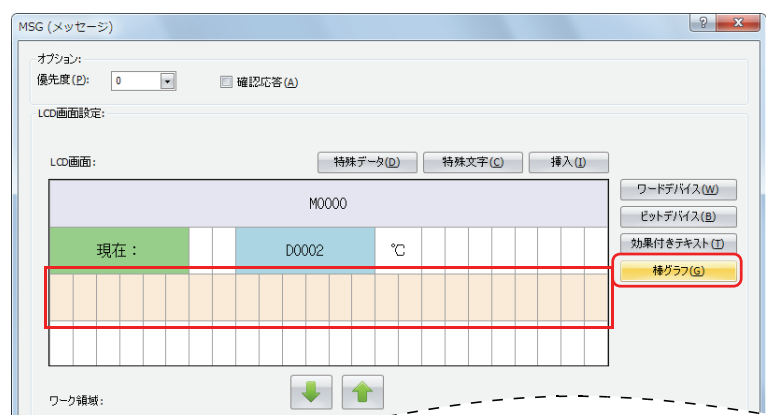 MSG (メッセージ)
オプション:
優先度(P): 0 確認応答(A)
LCD画面設定:
LCD画面: 特殊データ(D) 特殊文字(C) 挿入(I)
M0000 ワードデバイス(W)
ビットデバイス(B)
現在： D0002 ℃ 効果付きテキスト(T)
棒グラフ(G)
ワーク領域: